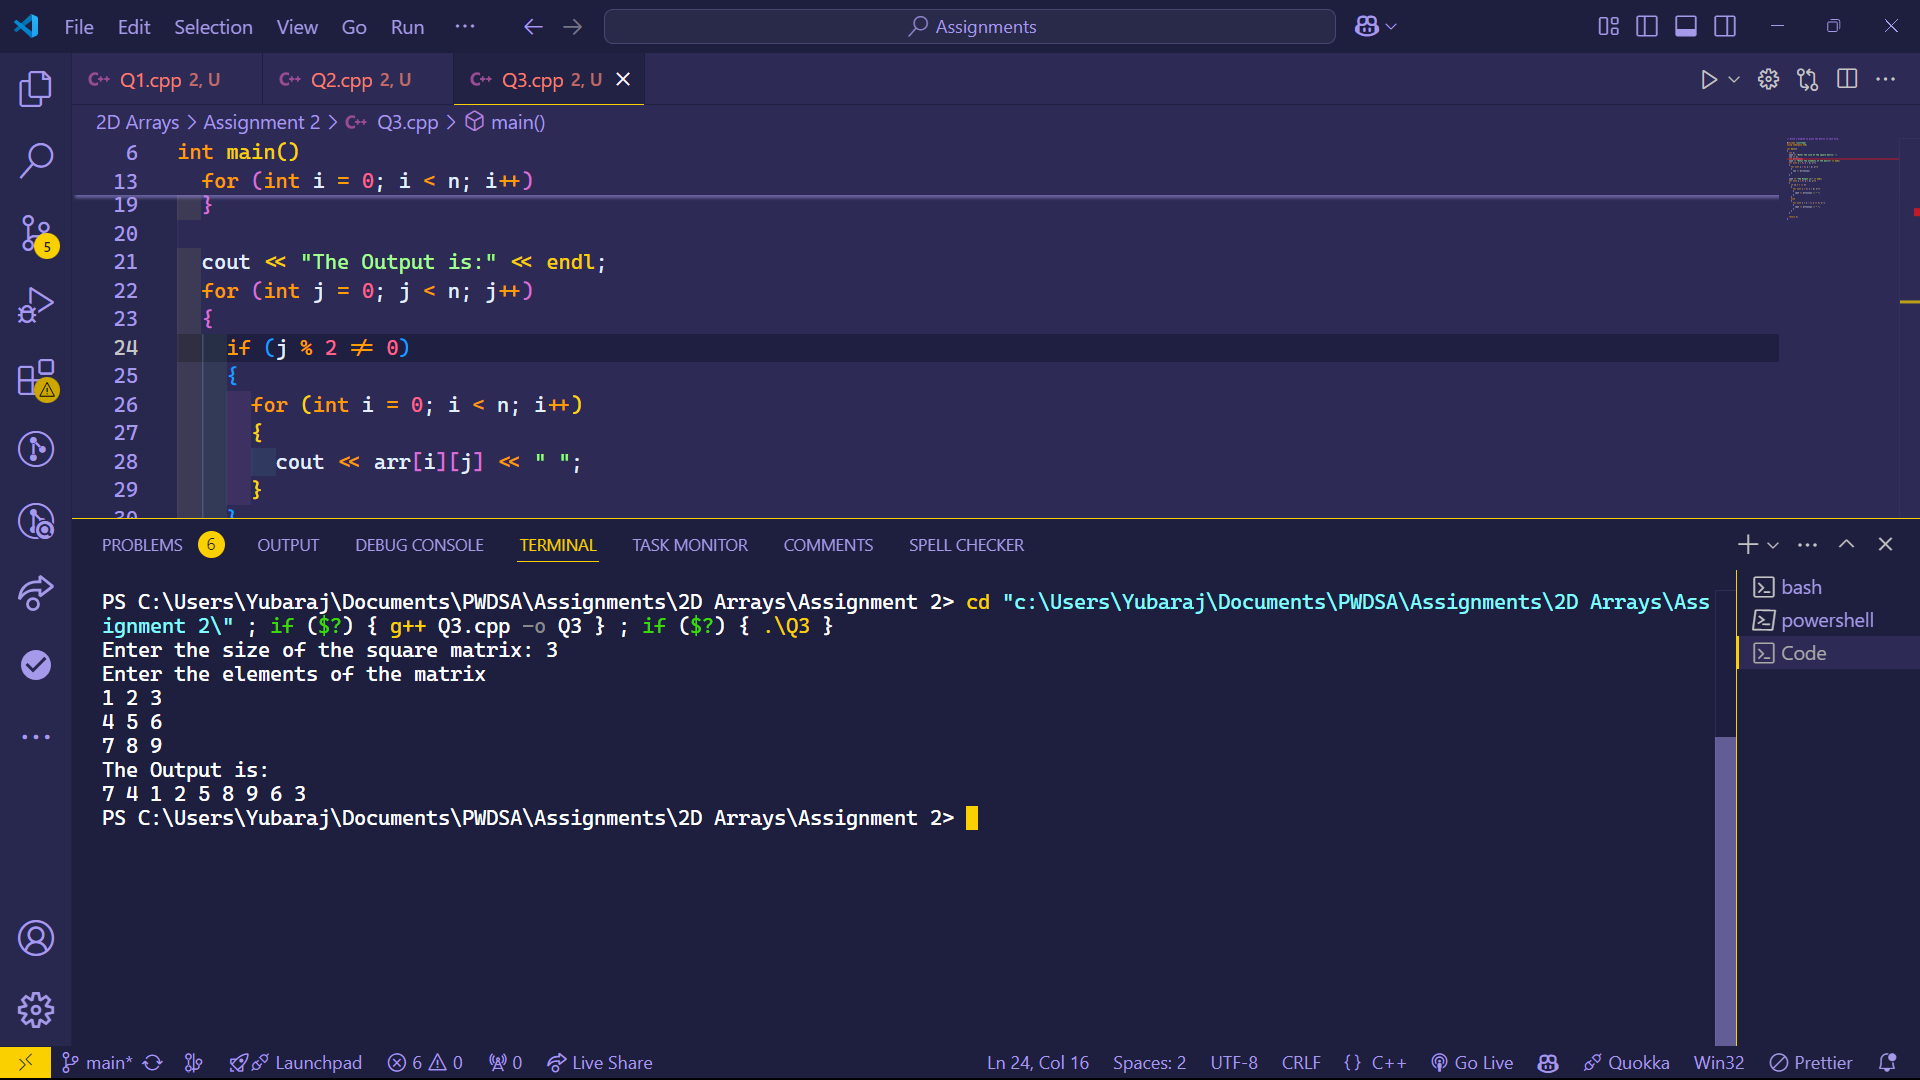 File Edit Selection View Go Run ··· Assignments
Q1.cpp 2, U Q2.cpp 2, U Q3.cpp 2, U
2D Arrays > Assignment 2 > Q3.cpp > main()
6 int main()
13 for (int i = 0; i < n; i++)
19 }
20
21 cout << "The Output is:" << endl;
22 for (int j = 0; j < n; j++)
23 {
24 if (j % 2 != 0)
25 {
26 for (int i = 0; i < n; i++)
27 {
28 cout << arr[i][j] << " ";
29 }
30 }
5
PROBLEMS 6 OUTPUT DEBUG CONSOLE TERMINAL TASK MONITOR COMMENTS SPELL CHECKER
PS C:\Users\Yubaraj\Documents\PWDSA\Assignments\2D Arrays\Assignment 2> cd "c:\Users\Yubaraj\Documents\PWDSA\Assignments\2D Arrays\Ass
ignment 2\" ; if ($?) { g++ Q3.cpp -o Q3 } ; if ($?) { .\Q3 }
Enter the size of the square matrix: 3
Enter the elements of the matrix
1 2 3
4 5 6
7 8 9
The Output is:
7 4 1 2 5 8 9 6 3
PS C:\Users\Yubaraj\Documents\PWDSA\Assignments\2D Arrays\Assignment 2>
bash
powershell
Code
main* Launchpad 6 0 0 Live Share Ln 24, Col 16 Spaces: 2 UTF-8 CRLF {} C++ Go Live Quokka Win32 Prettier